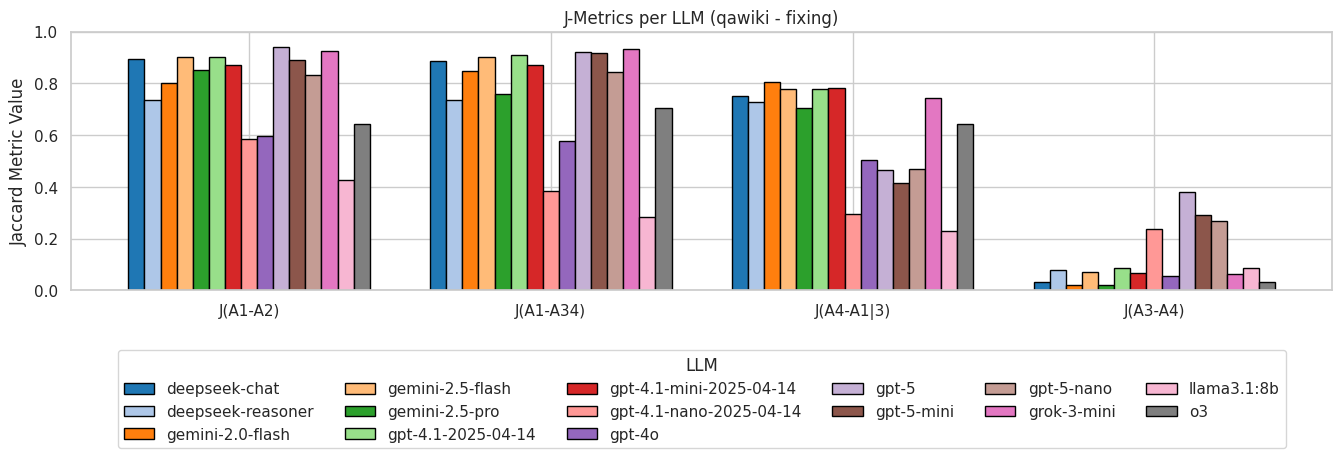 J-Metrics per LLM (qawiki - fixing)
Jaccard Metric Value
1.0
0.8
0.6
0.4
0.2
0.0
J(A1-A2)
J(A1-A34)
J(A4-A1|3)
J(A3-A4)
LLM
deepseek-chat
deepseek-reasoner
gemini-2.0-flash
gemini-2.5-flash
gemini-2.5-pro
gpt-4.1-2025-04-14
gpt-4.1-mini-2025-04-14
gpt-4.1-nano-2025-04-14
gpt-4o
gpt-5
gpt-5-mini
gpt-5-nano
grok-3-mini
llama3.1:8b
o3